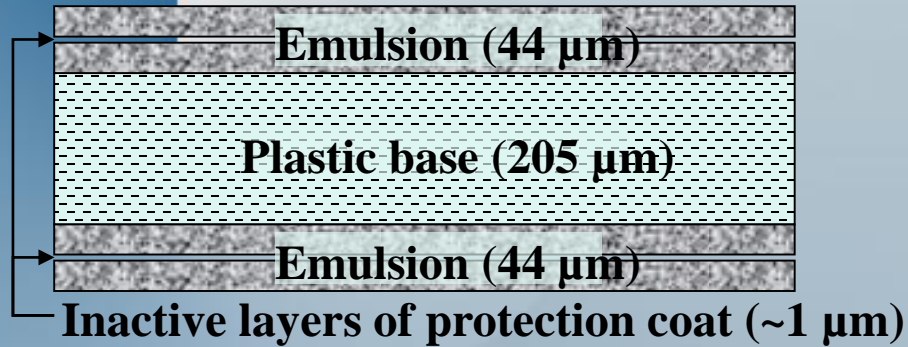 Emulsion (44 μm)
Plastic base (205 μm)
Emulsion (44 μm)
Inactive layers of protection coat (~1 μm)